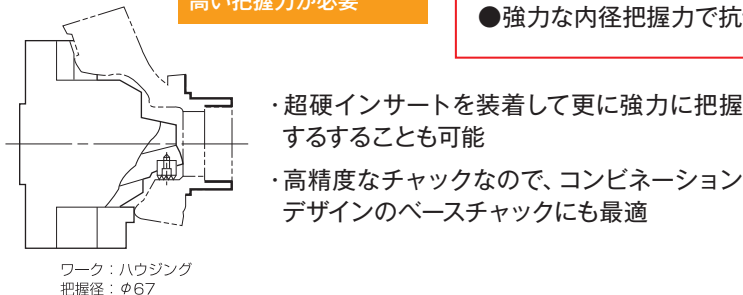 高い把握力が必要
●強力な内径把握力で抗
・超硬インサートを装着して更に強力に把握
するすることも可能
・高精度なチャックなので、コンビネーション
デザインのベースチャックにも最適
ワーク：ハウジング
把握径：φ67